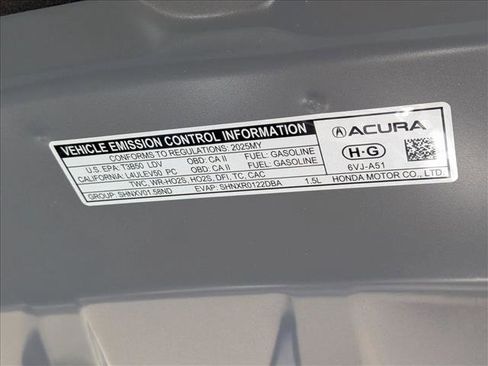 VEHICLE EMISSION CONTROL INFORMATION
CONFORMS TO REGULATIONS: 2025MY
U.S. EPA: T3B50 LDV OBD: CA II FUEL: GASOLINE
CALIFORNIA: L4ULEV50 PC OBD: CA II FUEL: GASOLINE
TWC, WR-HO2S, HO2S, DFI, TC, CAC
GROUP: SHNXV01.58ND EVAP: SHNXR0122DBA 1.5L
ACURA
H-G
6VJ-A51
HONDA MOTOR CO., LTD.